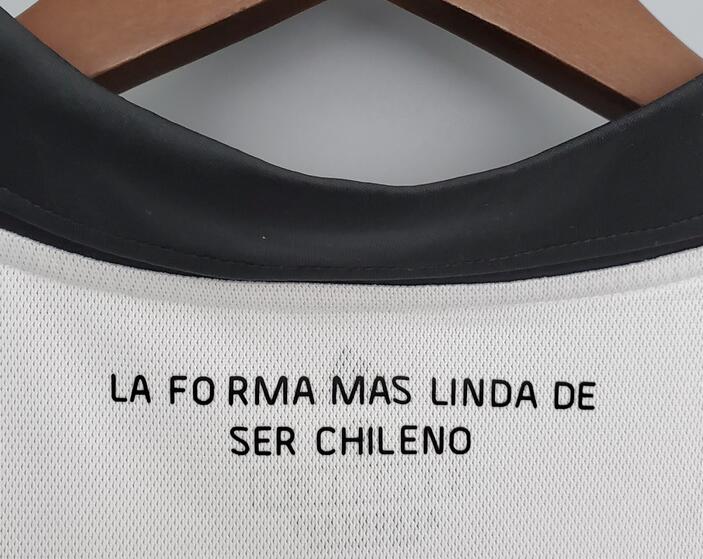 LA FORMA MAS LINDA DE
SER CHILENO